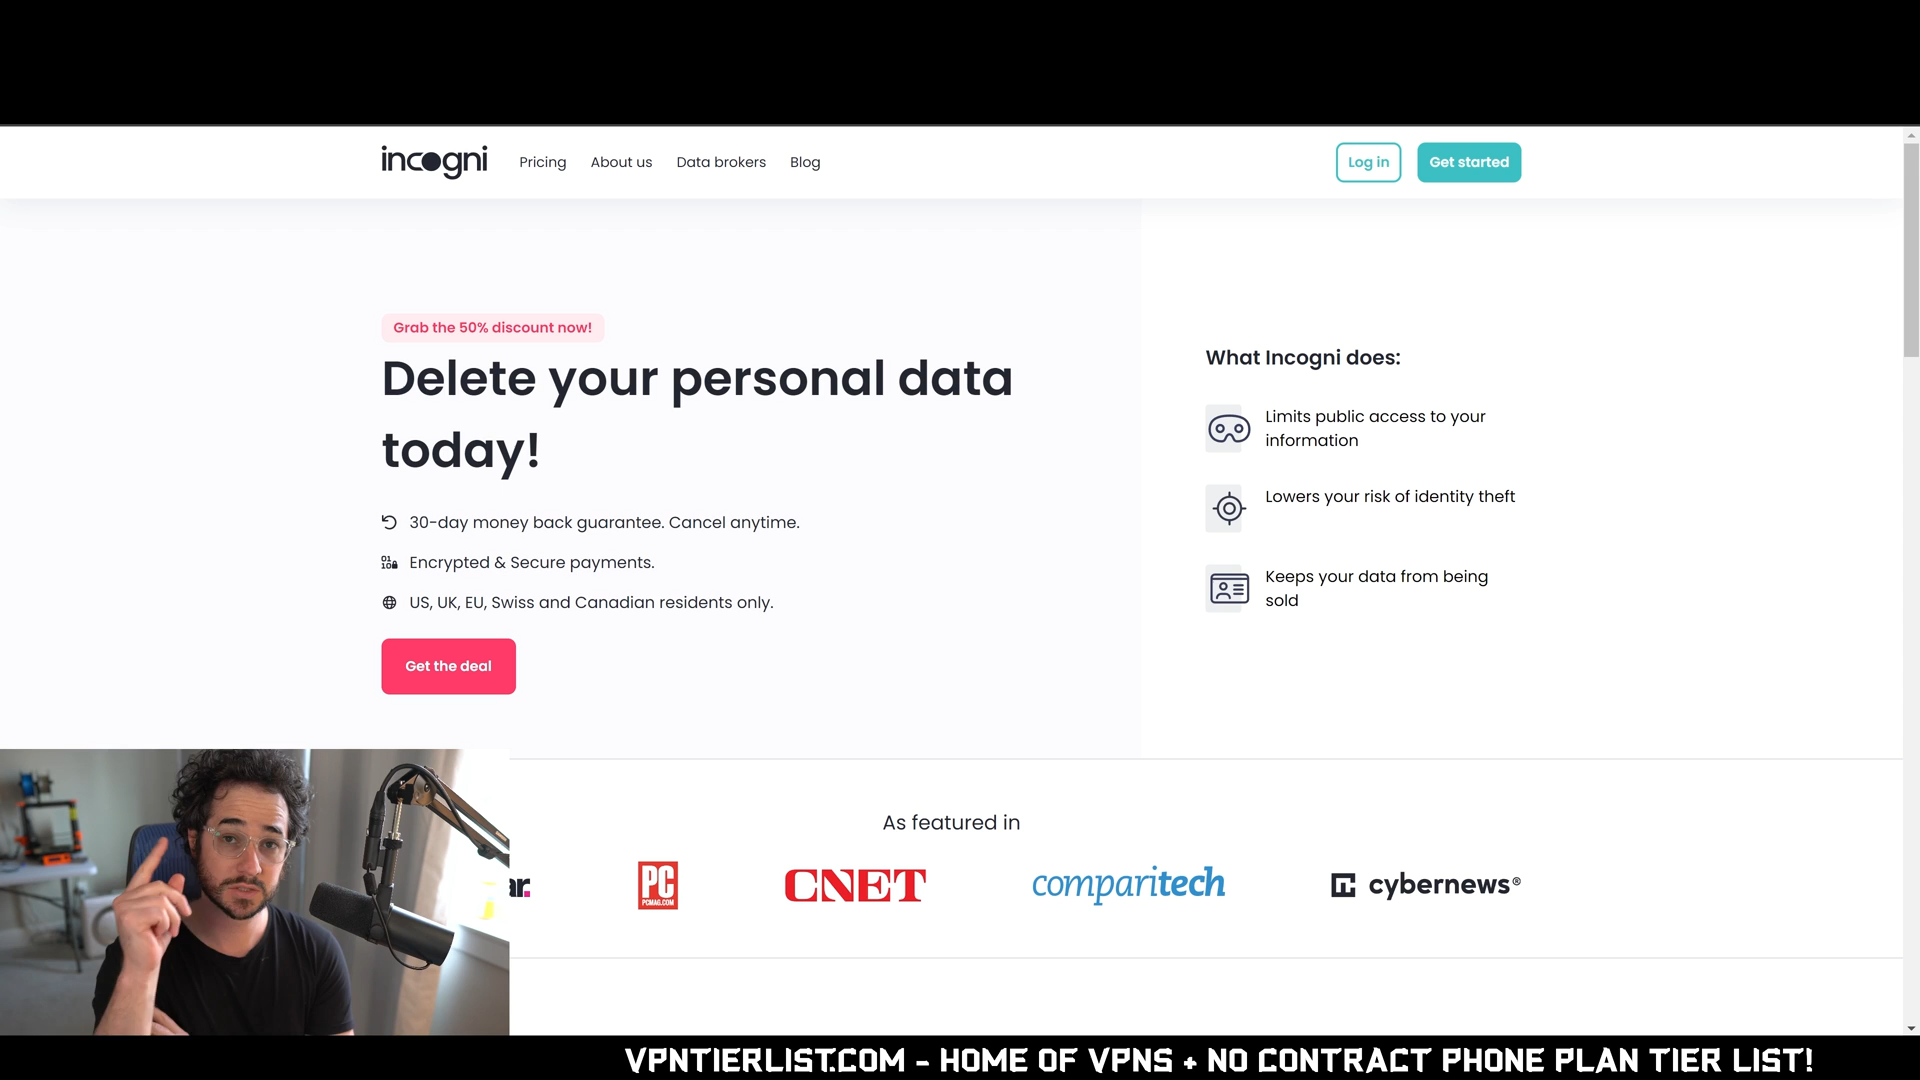 incogni
Pricing
About us
Data brokers
Blog
Log in
Get started
Grab the 50% discount now!
Delete your personal data
today!
30-day money back guarantee. Cancel anytime.
Encrypted & Secure payments.
US, UK, EU, Swiss and Canadian residents only.
Get the deal
What Incogni does:
Limits public access to your
information
Lowers your risk of identity theft
Keeps your data from being
sold
As featured in
ar.
PC
PCMAG.COM
CNET
comparitech
cybernews®
VPNTIERLIST.COM - HOME OF VPNS + NO CONTRACT PHONE PLAN TIER LIST!